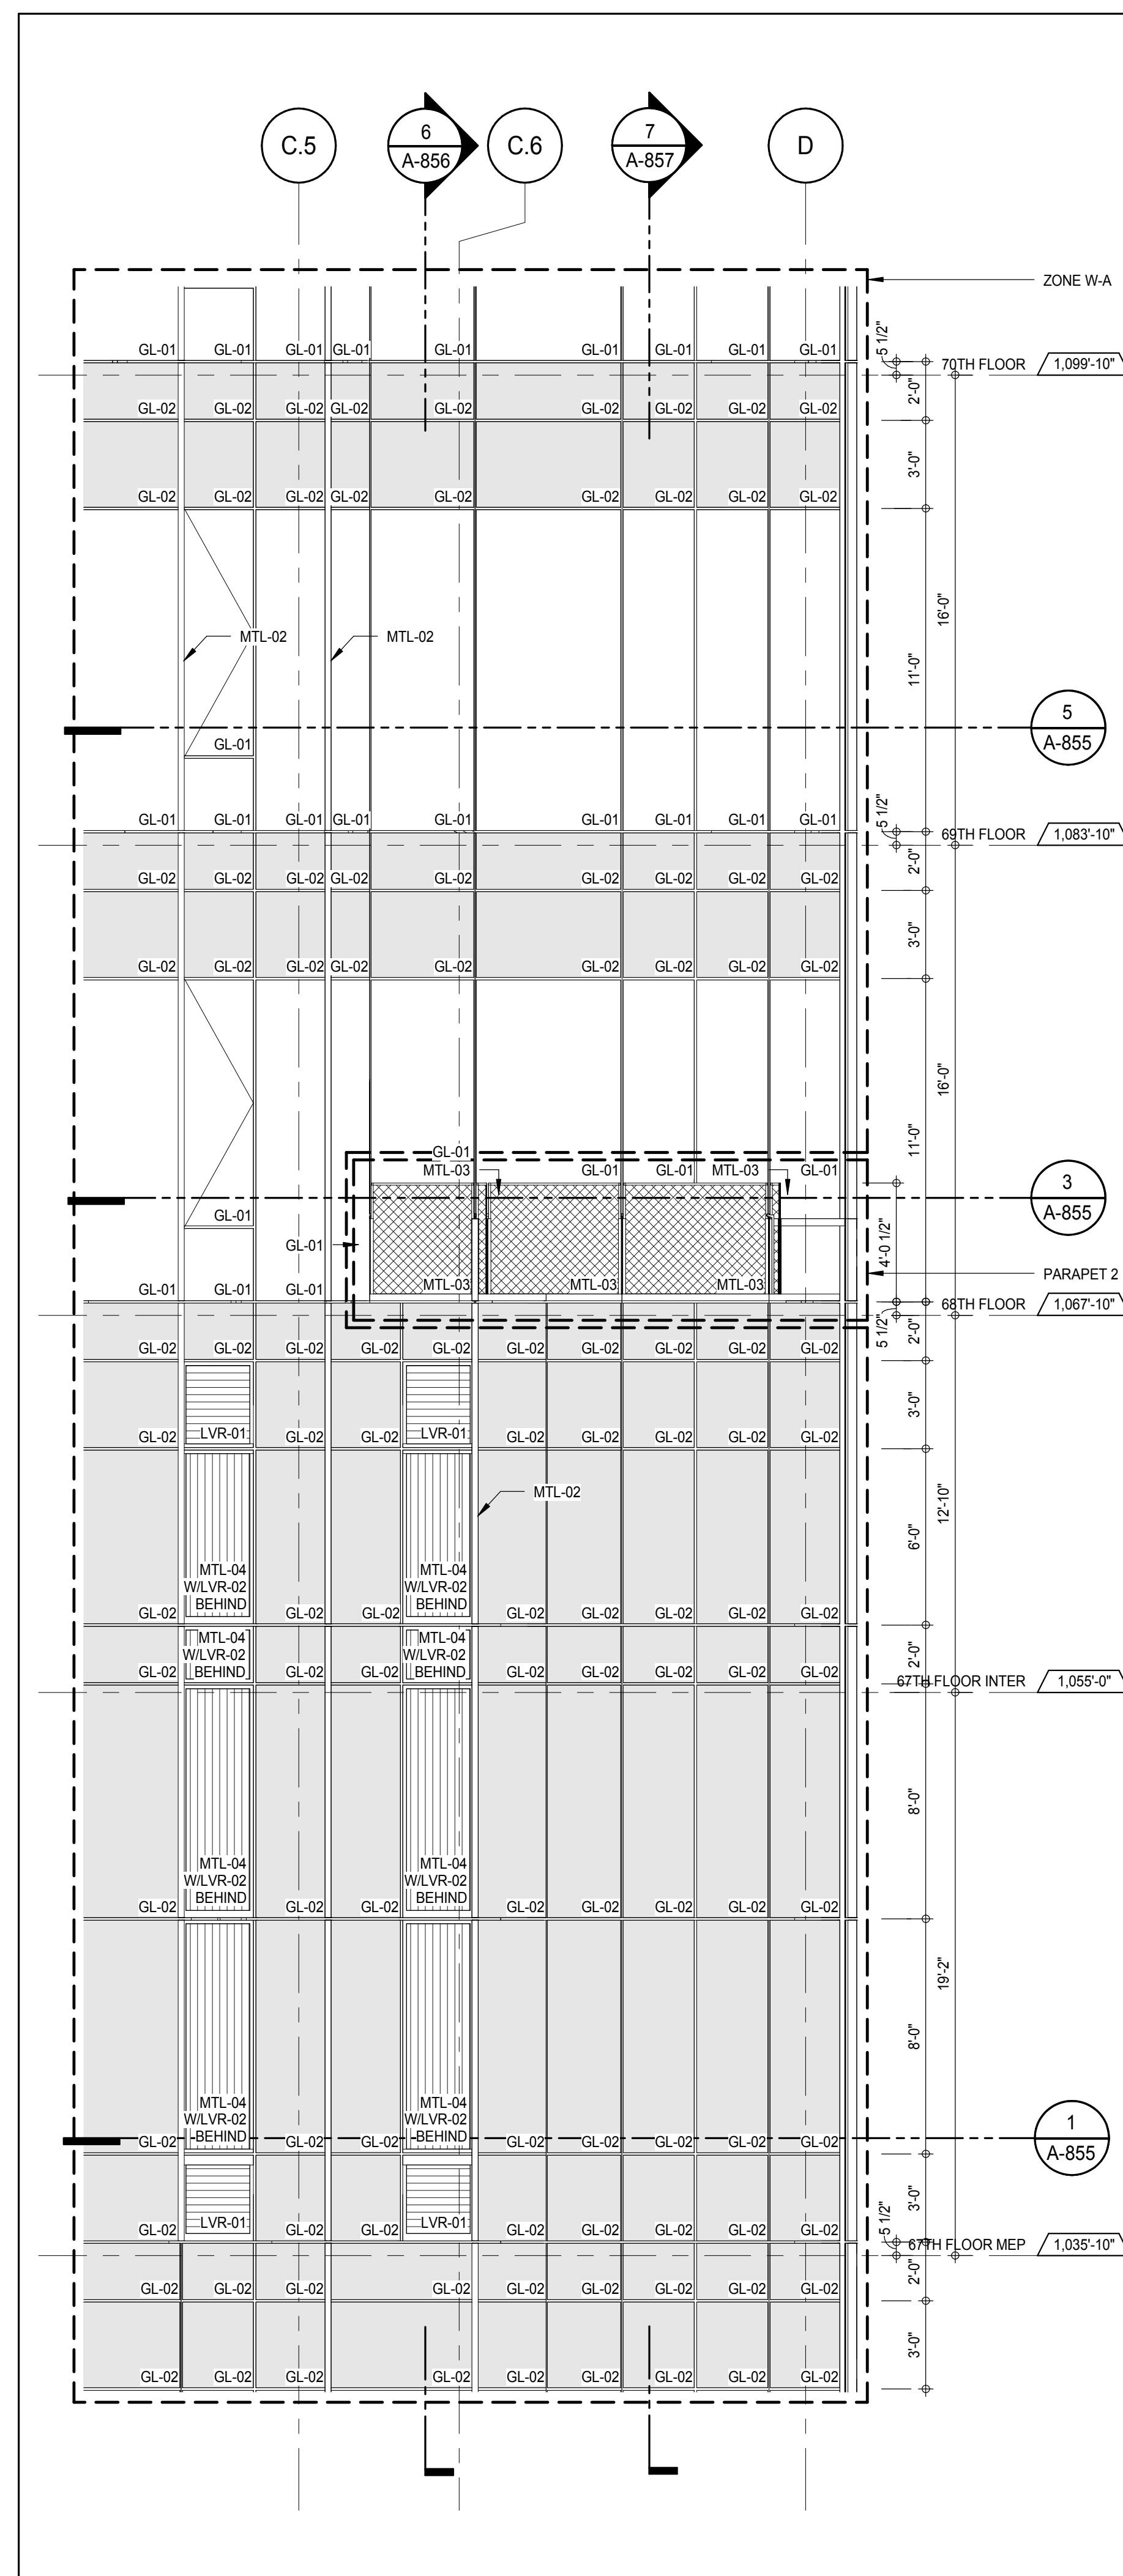 C.5
6
A-856
C.6
7
A-857
D
ZONE W-A
GL-01 GL-01 GL-01 GL-01 GL-01 GL-01 GL-01 GL-01 GL-01
5 1/2"
70TH FLOOR 1,099'-10"
2'-0"
GL-02 GL-02 GL-02 GL-02 GL-02 GL-02 GL-02 GL-02 GL-02
3'-0"
GL-02 GL-02 GL-02 GL-02 GL-02 GL-02 GL-02 GL-02 GL-02
16'-0"
MTL-02 MTL-02
11'-0"
5
A-855
GL-01
5 1/2"
GL-01 GL-01 GL-01 GL-01 GL-01 GL-01 GL-01 GL-01 GL-01
69TH FLOOR 1,083'-10"
2'-0"
GL-02 GL-02 GL-02 GL-02 GL-02 GL-02 GL-02 GL-02 GL-02
3'-0"
GL-02 GL-02 GL-02 GL-02 GL-02 GL-02 GL-02 GL-02 GL-02
16'-0"
11'-0"
GL-01
MTL-03 GL-01 GL-01 MTL-03 GL-01
3
A-855
GL-01
GL-01
4'-0 1/2"
PARAPET 2
GL-01 GL-01 GL-01 MTL-03 MTL-03 MTL-03
68TH FLOOR 1,067'-10"
5 1/2"
2'-0"
GL-02 GL-02 GL-02 GL-02 GL-02 GL-02 GL-02 GL-02 GL-02 GL-02
3'-0"
GL-02 LVR-01 GL-02 GL-02 LVR-01 GL-02 GL-02 GL-02 GL-02 GL-02
MTL-02
12'-10"
6'-0"
MTL-04 MTL-04
W/LVR-02 W/LVR-02
BEHIND BEHIND
GL-02 GL-02 GL-02 GL-02 GL-02 GL-02 GL-02 GL-02
MTL-04 MTL-04
W/LVR-02 W/LVR-02
2'-0"
GL-02 BEHIND GL-02 GL-02 BEHIND GL-02 GL-02 GL-02 GL-02 GL-02
67TH FLOOR INTER 1,055'-0"
8'-0"
MTL-04 MTL-04
W/LVR-02 W/LVR-02
BEHIND BEHIND
GL-02 GL-02 GL-02 GL-02 GL-02 GL-02 GL-02 GL-02
19'-2"
8'-0"
MTL-04 MTL-04
W/LVR-02 W/LVR-02
BEHIND BEHIND
GL-02 GL-02 GL-02 GL-02 GL-02 GL-02 GL-02 GL-02
1
A-855
3'-0"
GL-02 LVR-01 GL-02 GL-02 LVR-01 GL-02 GL-02 GL-02 GL-02 GL-02
5 1/2"
67TH FLOOR MEP 1,035'-10"
2'-0"
GL-02 GL-02 GL-02 GL-02 GL-02 GL-02 GL-02 GL-02 GL-02
3'-0"
GL-02 GL-02 GL-02 GL-02 GL-02 GL-02 GL-02 GL-02 GL-02